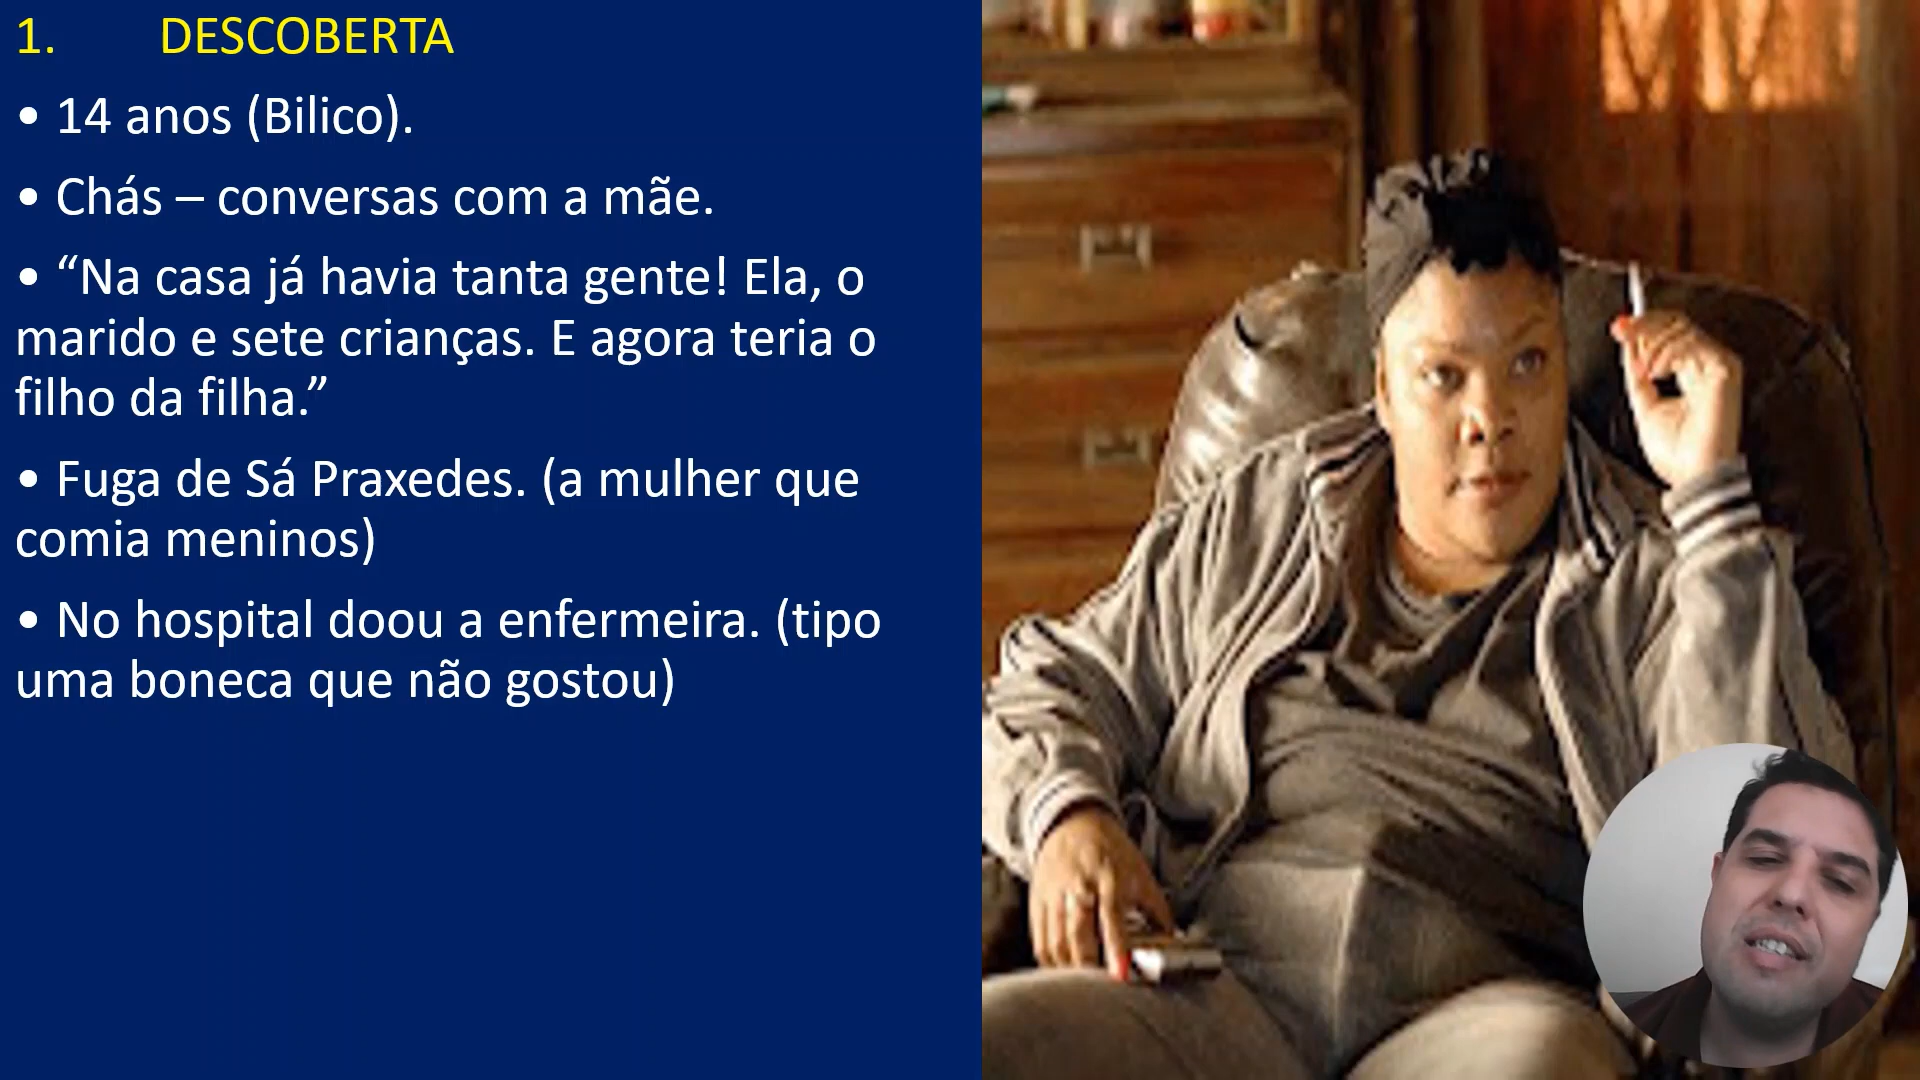 1. DESCOBERTA
• 14 anos (Bilico).
• Chás – conversas com a mãe.
• “Na casa já havia tanta gente! Ela, o
marido e sete crianças. E agora teria o
filho da filha.”
• Fuga de Sá Praxedes. (a mulher que
comia meninos)
• No hospital doou a enfermeira. (tipo
uma boneca que não gostou)